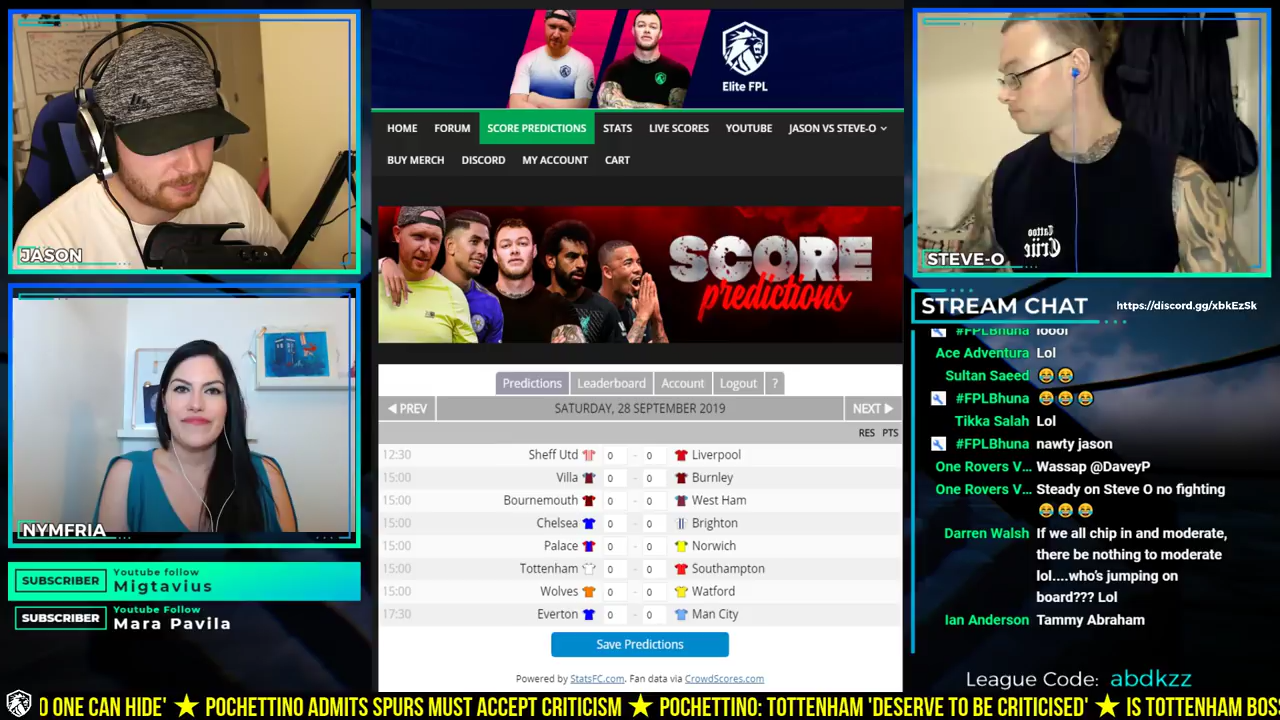 JASON
NYMFRIA
SUBSCRIBER
Youtube follow
Migtavius
SUBSCRIBER
Youtube Follow
Mara Pavila
Elite FPL
HOME FORUM SCORE PREDICTIONS STATS LIVE SCORES YOUTUBE JASON VS STEVE-O
BUY MERCH DISCORD MY ACCOUNT CART
SCORE
predictions
Predictions Leaderboard Account Logout ?
◀ PREV SATURDAY, 28 SEPTEMBER 2019 NEXT ▶
RES PTS
12:30 Sheff Utd 0 - 0 Liverpool
15:00 Villa 0 - 0 Burnley
15:00 Bournemouth 0 - 0 West Ham
15:00 Chelsea 0 - 0 Brighton
15:00 Palace 0 - 0 Norwich
15:00 Tottenham 0 - 0 Southampton
15:00 Wolves 0 - 0 Watford
17:30 Everton 0 - 0 Man City
Save Predictions
Powered by StatsFC.com. Fan data via CrowdScores.com
Tattoo
STEVE-O
STREAM CHAT https://discord.gg/xbkEzSk
#FPLBhuna loool
Ace Adventura Lol
Sultan Saeed 😂 😂
#FPLBhuna 😂 😂 😂
Tikka Salah Lol
#FPLBhuna nawty jason
One Rovers V... Wassap @DaveyP
One Rovers V... Steady on Steve O no fighting
😂 😂 😂
Darren Walsh If we all chip in and moderate,
there be nothing to moderate
lol....who's jumping on
board??? Lol
Ian Anderson Tammy Abraham
League Code: abdkzz
O ONE CAN HIDE' ★ POCHETTINO ADMITS SPURS MUST ACCEPT CRITICISM ★ POCHETTINO: TOTTENHAM 'DESERVE TO BE CRITICISED' ★ IS TOTTENHAM BOS